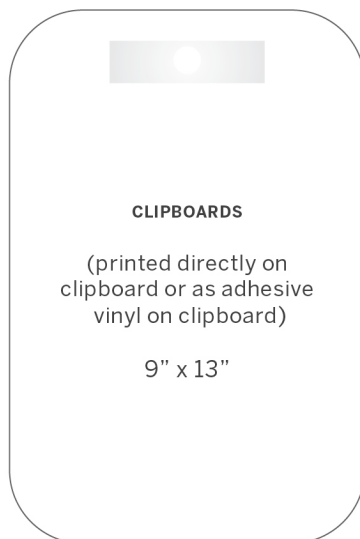 CLIPBOARDS
(printed directly on
clipboard or as adhesive
vinyl on clipboard)
9” x 13”